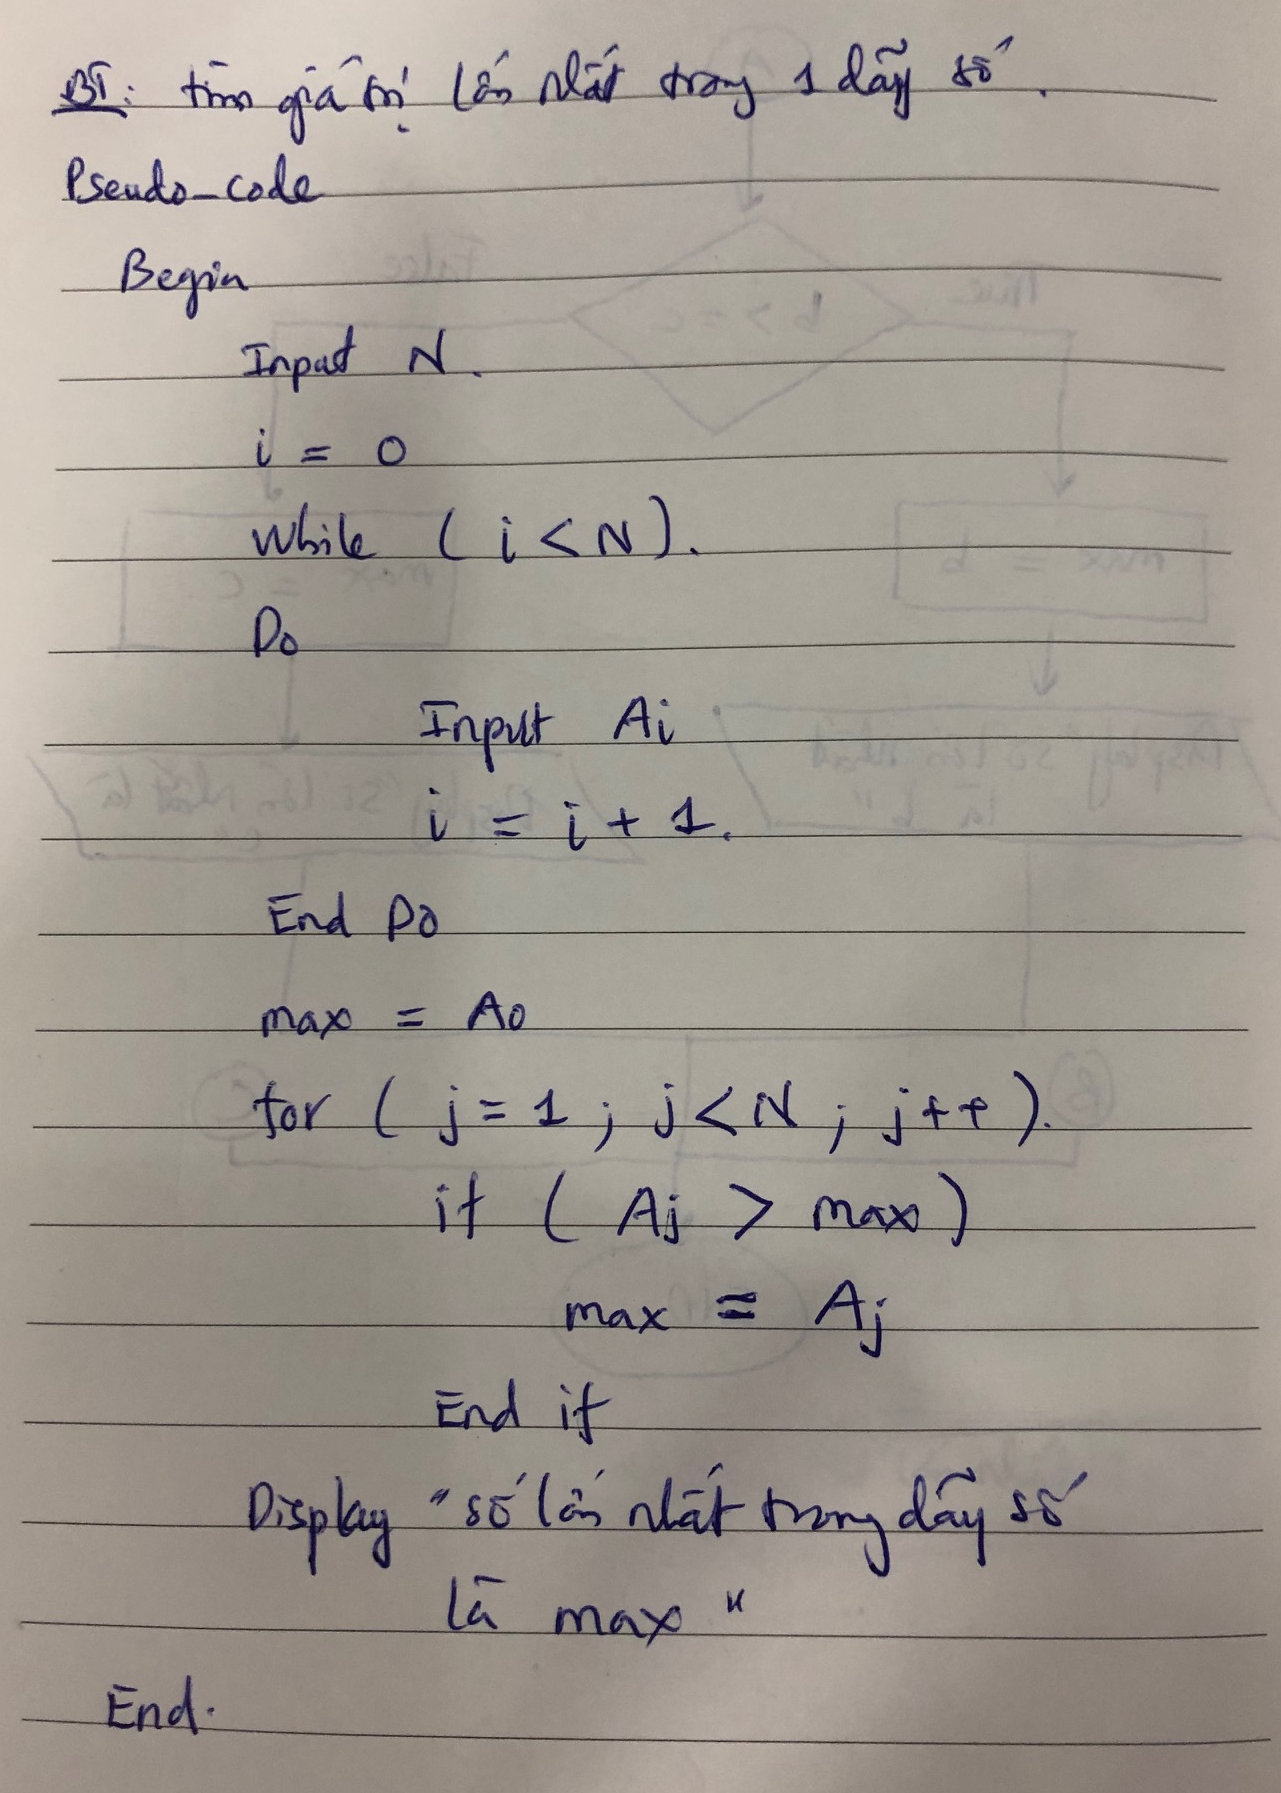 BT: tìm giá trị lớn nhất trong 1 dãy số.
Pseudo_code
Begin
Input N.
i = 0
While ( i < N ).
Do
Input Ai
i = i + 1.
End Do
max = A0
for ( j = 1 ; j < N ; j++ ).
if ( Aj > max )
max = Aj
End if
Display "số lớn nhất trong dãy số
là max "
End.